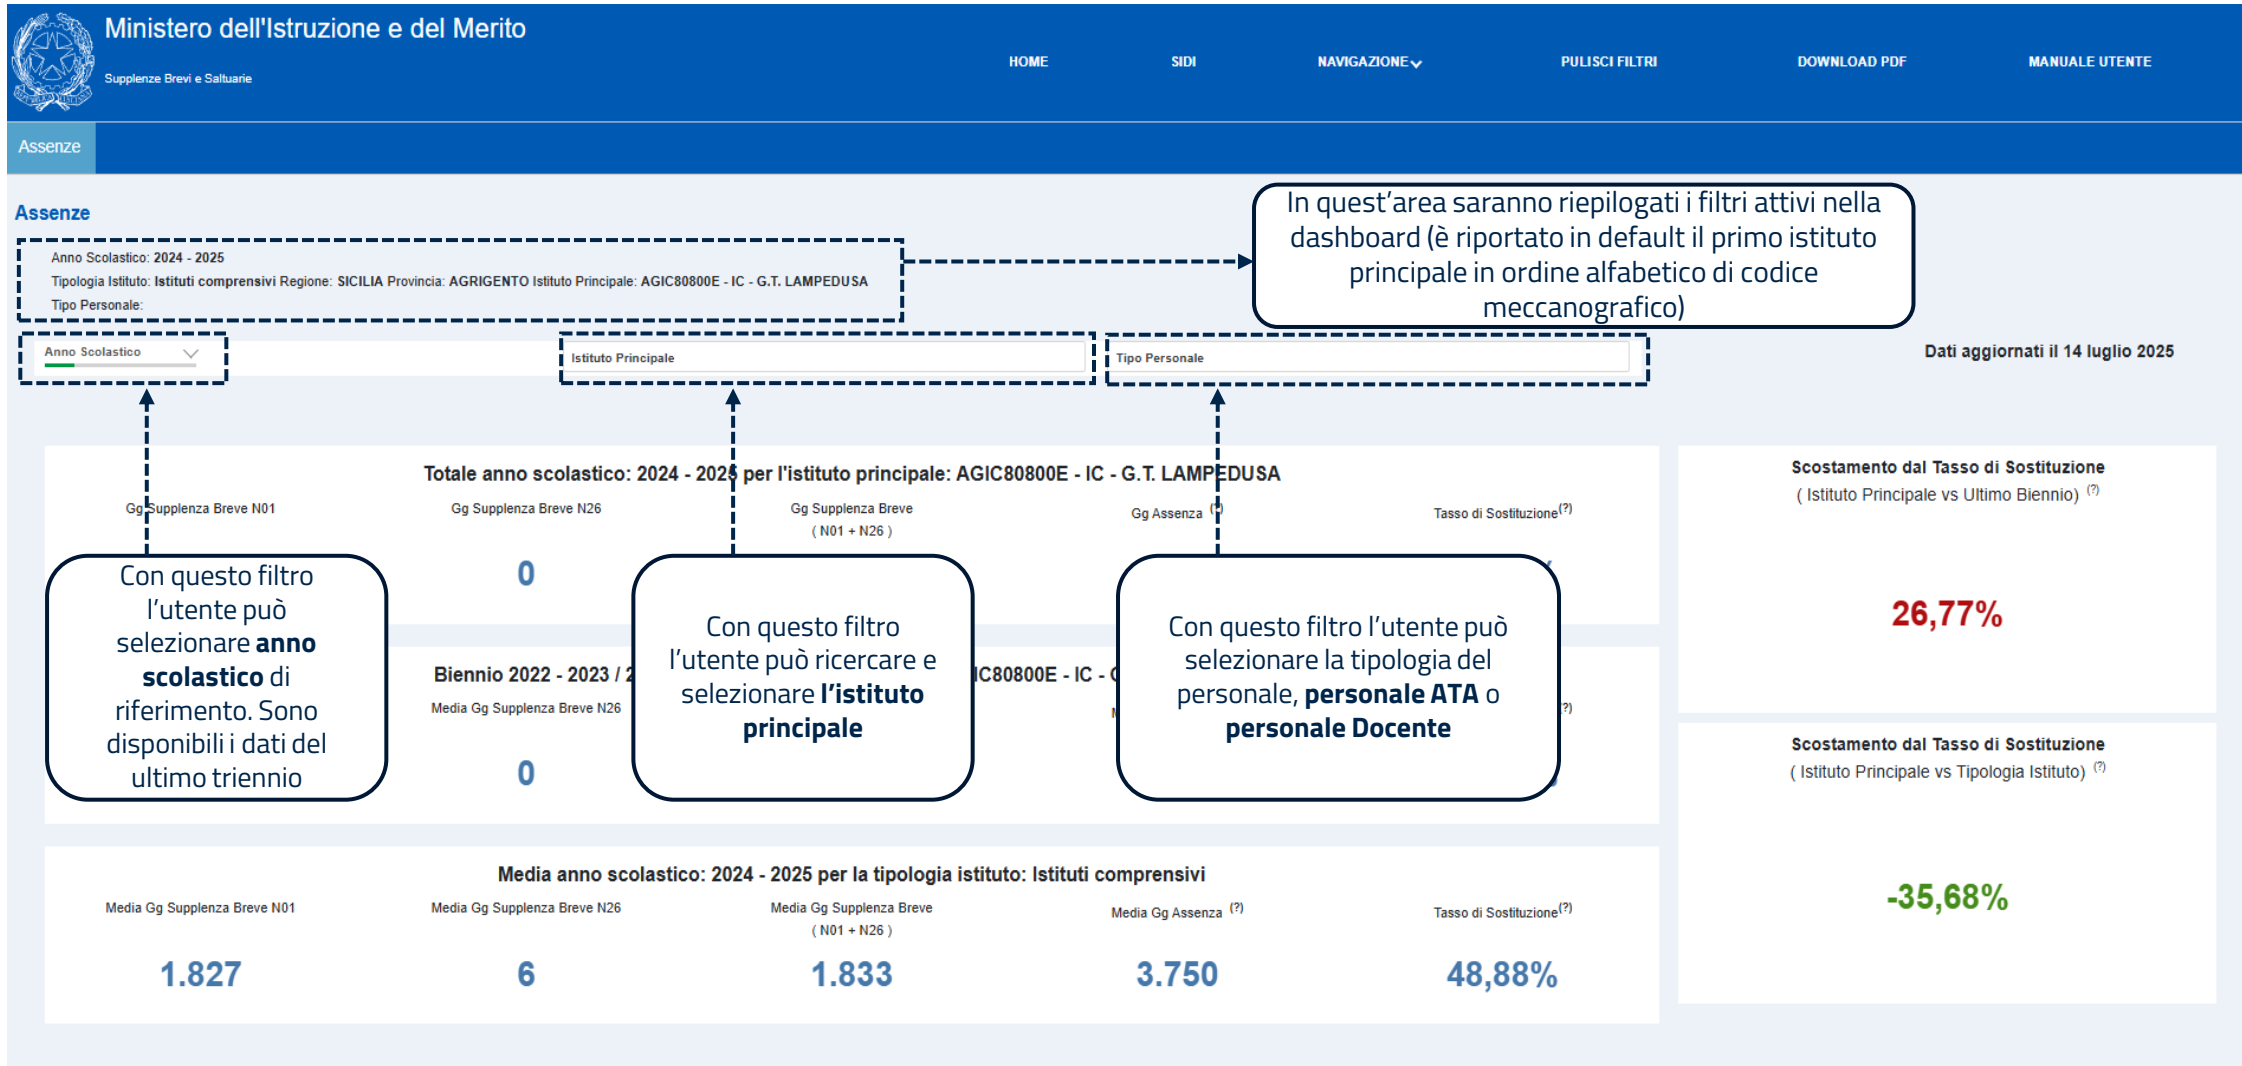 Ministero dell'Istruzione e del Merito
Supplenze Brevi e Saltuarie
HOME
SIDI
NAVIGAZIONE
PULISCI FILTRI
DOWNLOAD PDF
MANUALE UTENTE
Assenze
Assenze
Anno Scolastico: 2024 - 2025
Tipologia Istituto: Istituti comprensivi Regione: SICILIA Provincia: AGRIGENTO Istituto Principale: AGIC80800E - IC - G.T. LAMPEDUSA
Tipo Personale:
In quest'area saranno riepilogati i filtri attivi nella
dashboard (è riportato in default il primo istituto
principale in ordine alfabetico di codice
meccanografico)
Anno Scolastico
Istituto Principale
Tipo Personale
Dati aggiornati il 14 luglio 2025
Totale anno scolastico: 2024 - 2025 per l'istituto principale: AGIC80800E - IC - G.T. LAMPEDUSA
Gg Supplenza Breve N01
Gg Supplenza Breve N26
Gg Supplenza Breve
( N01 + N26 )
Gg Assenza (?)
Tasso di Sostituzione(?)
0
Con questo filtro
l'utente può
selezionare anno
scolastico di
riferimento. Sono
disponibili i dati del
ultimo triennio
Con questo filtro
l'utente può ricercare e
selezionare l'istituto
principale
Con questo filtro l'utente può
selezionare la tipologia del
personale, personale ATA o
personale Docente
Biennio 2022 - 2023 / 2
IC80800E - IC -
Media Gg Supplenza Breve N26
(?)
0
Scostamento dal Tasso di Sostituzione
( Istituto Principale vs Ultimo Biennio) (?)
26,77%
Scostamento dal Tasso di Sostituzione
( Istituto Principale vs Tipologia Istituto) (?)
-35,68%
Media anno scolastico: 2024 - 2025 per la tipologia istituto: Istituti comprensivi
Media Gg Supplenza Breve N01
Media Gg Supplenza Breve N26
Media Gg Supplenza Breve
( N01 + N26 )
Media Gg Assenza (?)
Tasso di Sostituzione(?)
1.827
6
1.833
3.750
48,88%